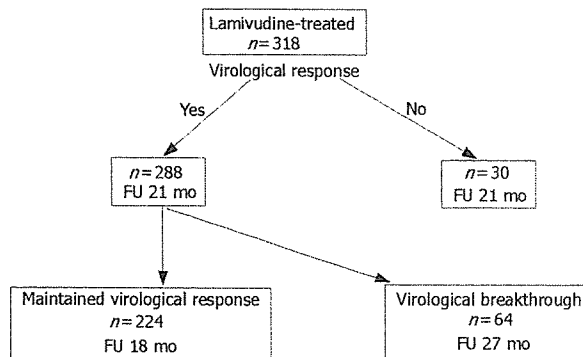 Lamivudine-treated
n=318
Virological response
Yes
No
n=288
FU 21 mo
n=30
FU 21 mo
Maintained virological response
n=224
FU 18 mo
Virological breakthrough
n=64
FU 27 mo